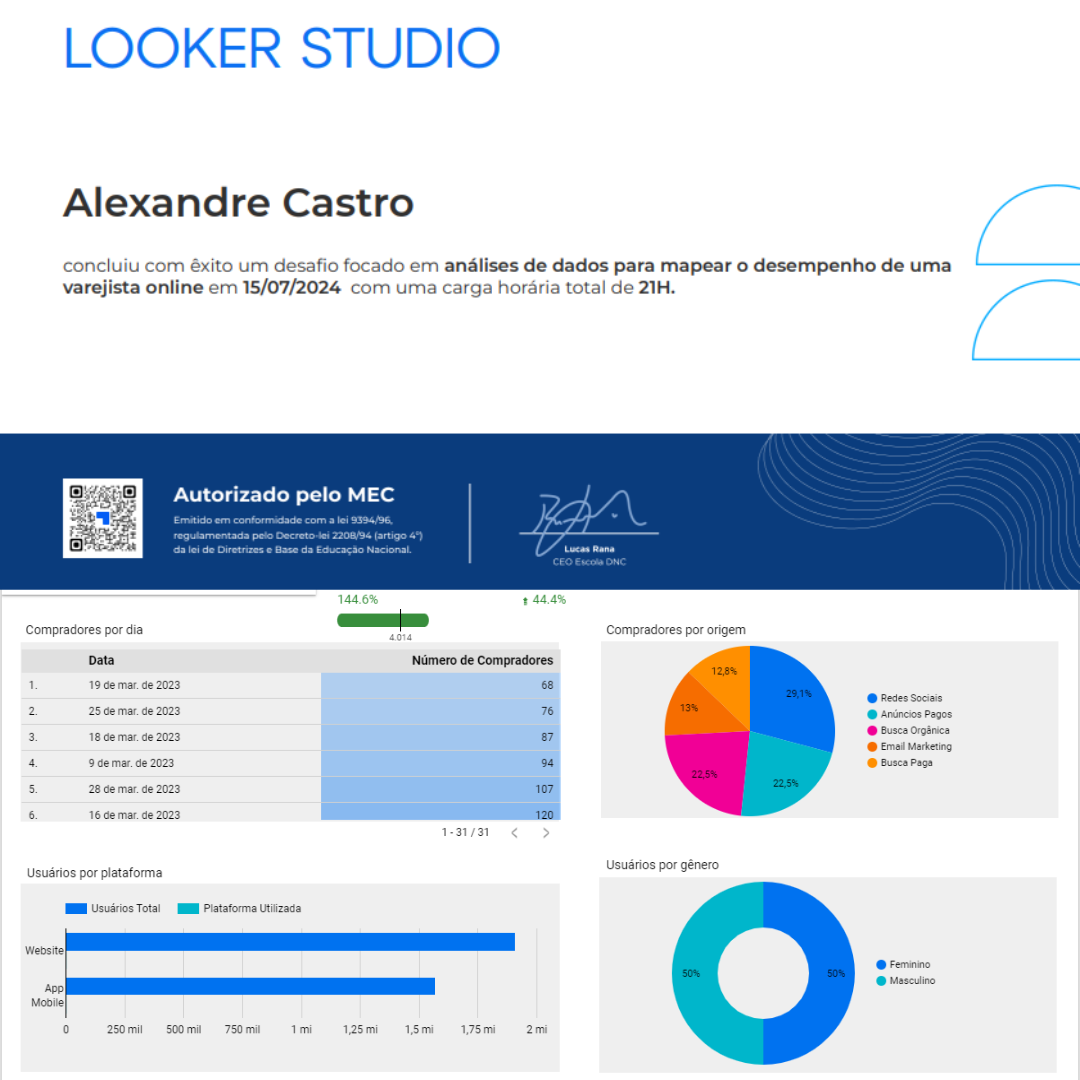 LOOKER STUDIO
Alexandre Castro
concluiu com êxito um desafio focado em análises de dados para mapear o desempenho de uma
varejista online em 15/07/2024 com uma carga horária total de 21H.
Autorizado pelo MEC
Emitido em conformidade com a lei 9394/96,
regulamentada pelo Decreto-lei 2208/94 (artigo 4°)
da lei de Diretrizes e Base da Educação Nacional.
Lucas Rana
CEO Escola DNC
144.6%
44.4%
4.014
Compradores por dia
Data Número de Compradores
1. 19 de mar. de 2023 68
2. 25 de mar. de 2023 76
3. 18 de mar. de 2023 87
4. 9 de mar. de 2023 94
5. 28 de mar. de 2023 107
6. 16 de mar. de 2023 120
1 - 31 / 31
Compradores por origem
12,8%
29,1%
13%
22,5%
22,5%
Redes Sociais
Anúncios Pagos
Busca Orgânica
Email Marketing
Busca Paga
Usuários por plataforma
Usuários Total Plataforma Utilizada
Website
App
Mobile
0 250 mil 500 mil 750 mil 1 mi 1,25 mi 1,5 mi 1,75 mi 2 mi
Usuários por gênero
50%
50%
Feminino
Masculino